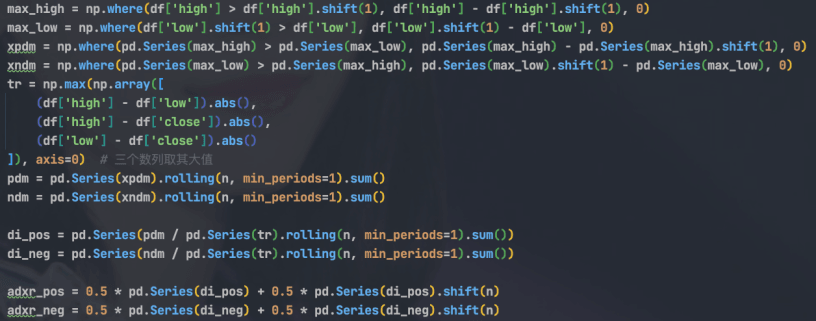 max_high = np.where(df['high'] > df['high'].shift(1), df['high'] - df['high'].shift(1), 0)
max_low = np.where(df['low'].shift(1) > df['low'], df['low'].shift(1) - df['low'], 0)
xpdm = np.where(pd.Series(max_high) > pd.Series(max_low), pd.Series(max_high) - pd.Series(max_high).shift(1), 0)
xndm = np.where(pd.Series(max_low) > pd.Series(max_high), pd.Series(max_low).shift(1) - pd.Series(max_low), 0)
tr = np.max(np.array([
    (df['high'] - df['low']).abs(),
    (df['high'] - df['close']).abs(),
    (df['low'] - df['close']).abs()
]), axis=0)  # 三个数列取其大值
pdm = pd.Series(xpdm).rolling(n, min_periods=1).sum()
ndm = pd.Series(xndm).rolling(n, min_periods=1).sum()

di_pos = pd.Series(pdm / pd.Series(tr).rolling(n, min_periods=1).sum())
di_neg = pd.Series(ndm / pd.Series(tr).rolling(n, min_periods=1).sum())

adxr_pos = 0.5 * pd.Series(di_pos) + 0.5 * pd.Series(di_pos).shift(n)
adxr_neg = 0.5 * pd.Series(di_neg) + 0.5 * pd.Series(di_neg).shift(n)